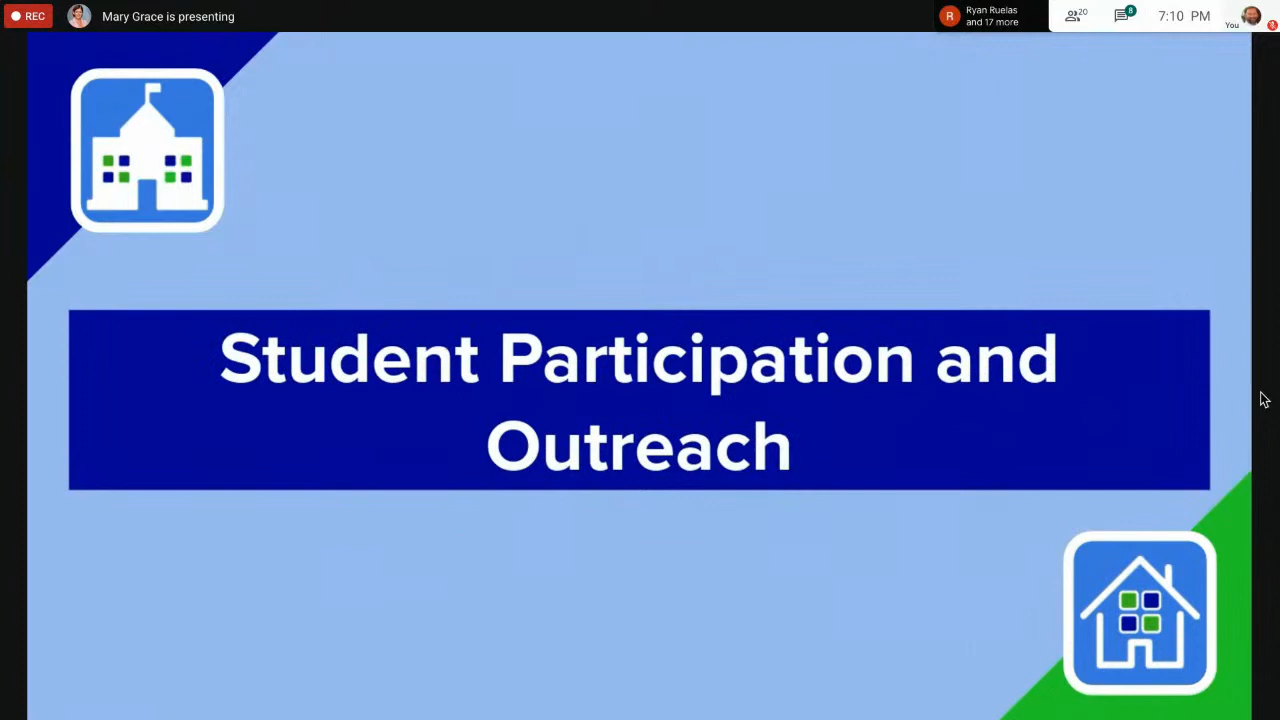 REC
Mary Grace is presenting
R
Ryan Ruelas
and 17 more
20
8
7:10 PM
You
Student Participation and
Outreach